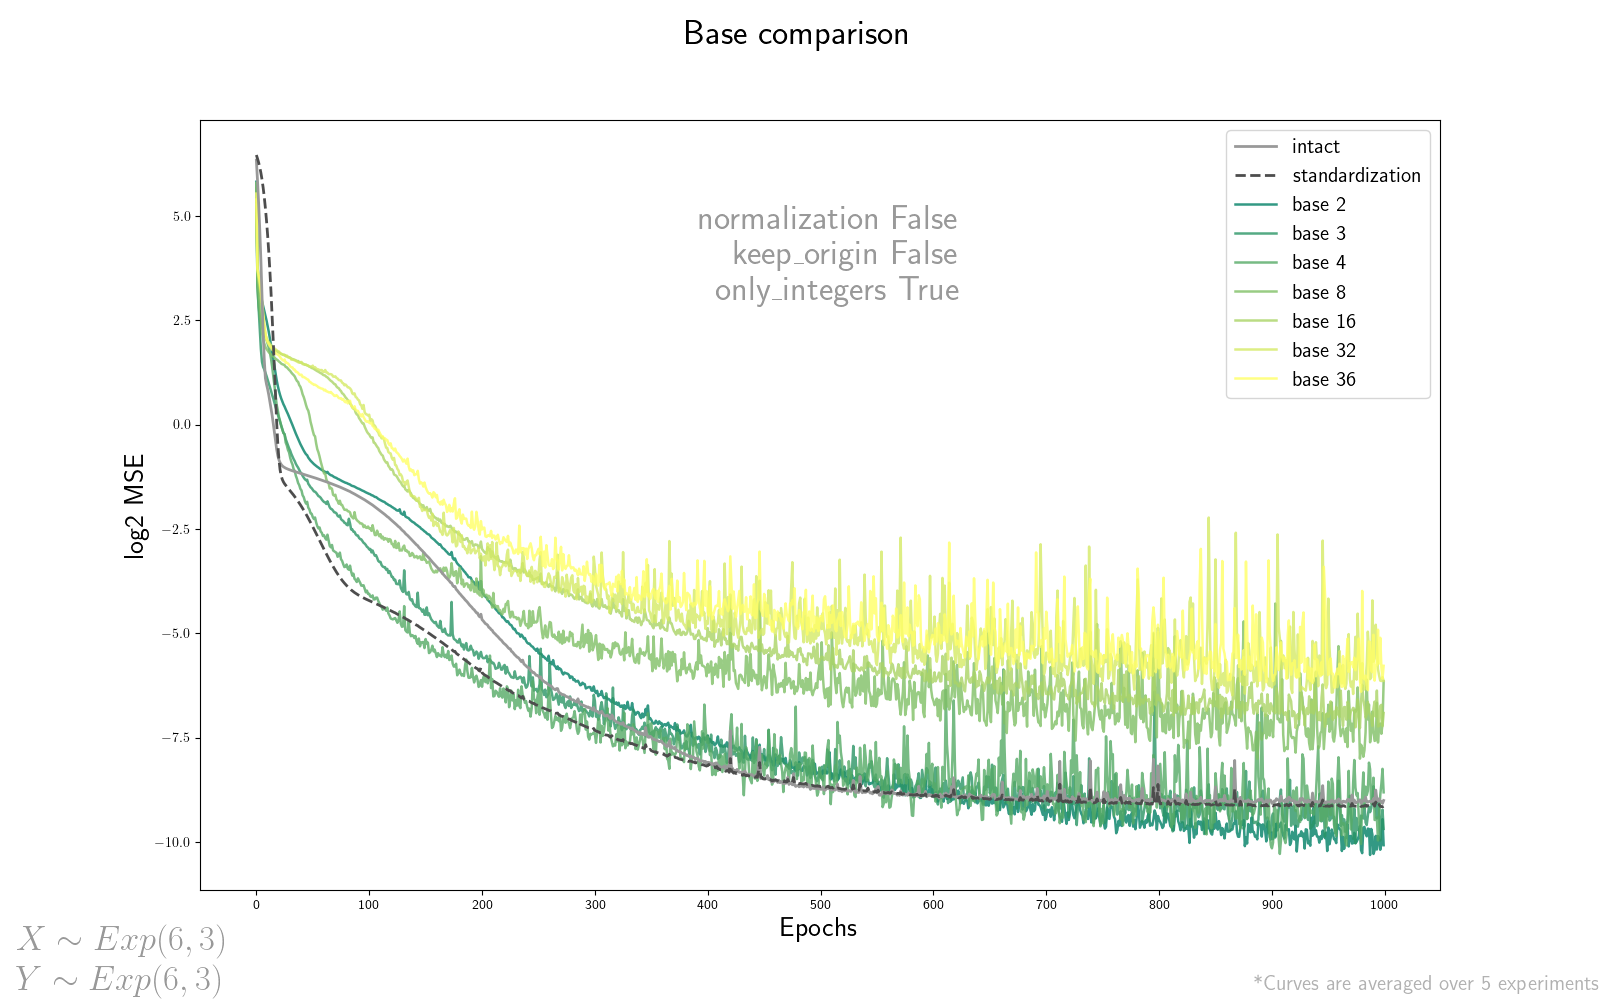 Base comparison
intact
standardization
base 2
base 3
base 4
base 8
base 16
base 32
base 36
normalization False
keep_origin False
only_integers True
5.0
2.5
0.0
−2.5
−5.0
−7.5
−10.0
log2 MSE
0 100 200 300 400 500 600 700 800 900 1000
Epochs
X ∼ Exp(6, 3)
Y ∼ Exp(6, 3)
*Curves are averaged over 5 experiments